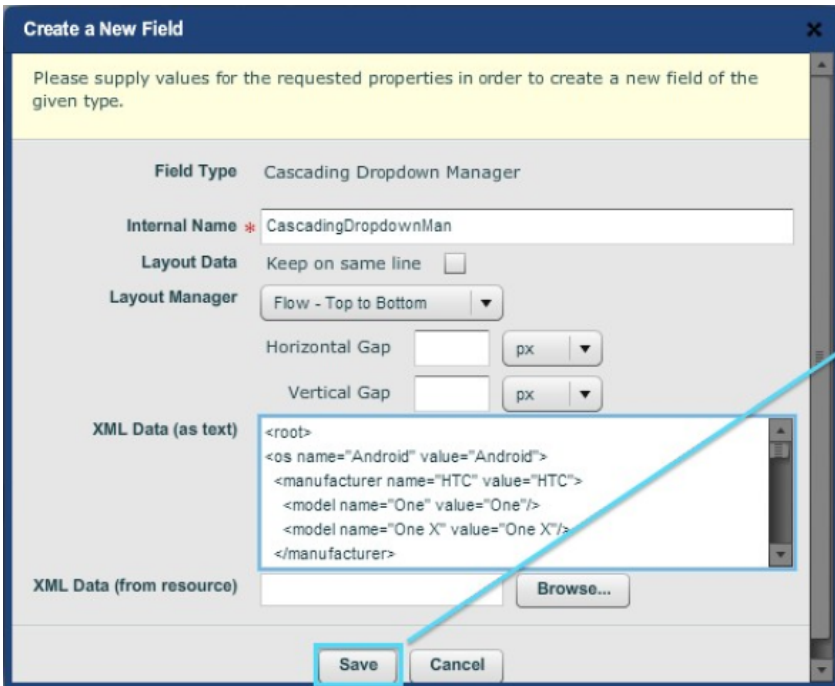 Create a New Field
Please supply values for the requested properties in order to create a new field of the
given type.
Field Type Cascading Dropdown Manager
Internal Name * CascadingDropdownMan
Layout Data Keep on same line
Layout Manager Flow - Top to Bottom
Horizontal Gap px
Vertical Gap px
XML Data (as text)
<root>
<os name="Android" value="Android">
<manufacturer name="HTC" value="HTC">
<model name="One" value="One"/>
<model name="One X" value="One X"/>
</manufacturer>
XML Data (from resource) Browse...
Save Cancel